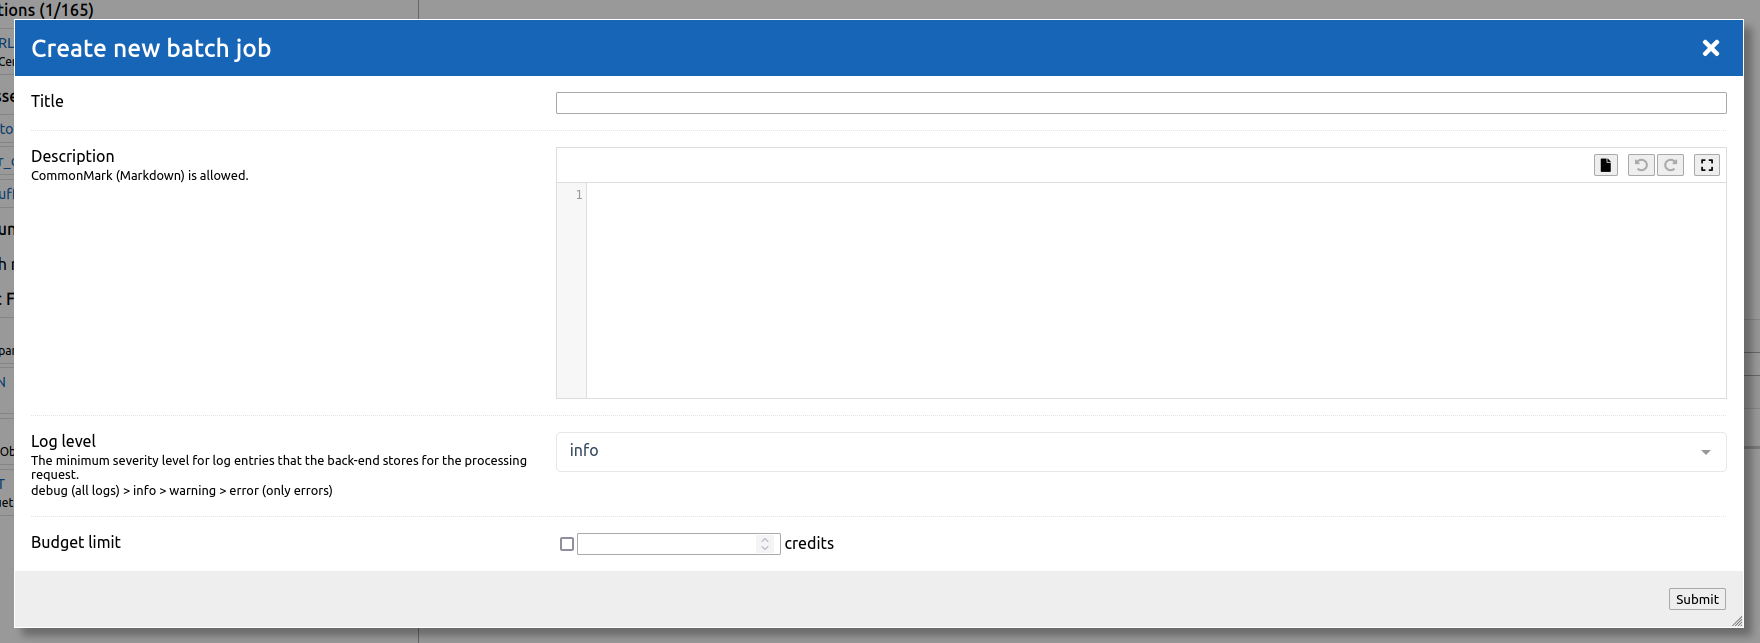 tions (1/165)
Create new batch job
Title
Description
CommonMark (Markdown) is allowed.
1
Log level
The minimum severity level for log entries that the back-end stores for the processing
request.
debug (all logs) > info > warning > error (only errors)
info
Budget limit
credits
Submit